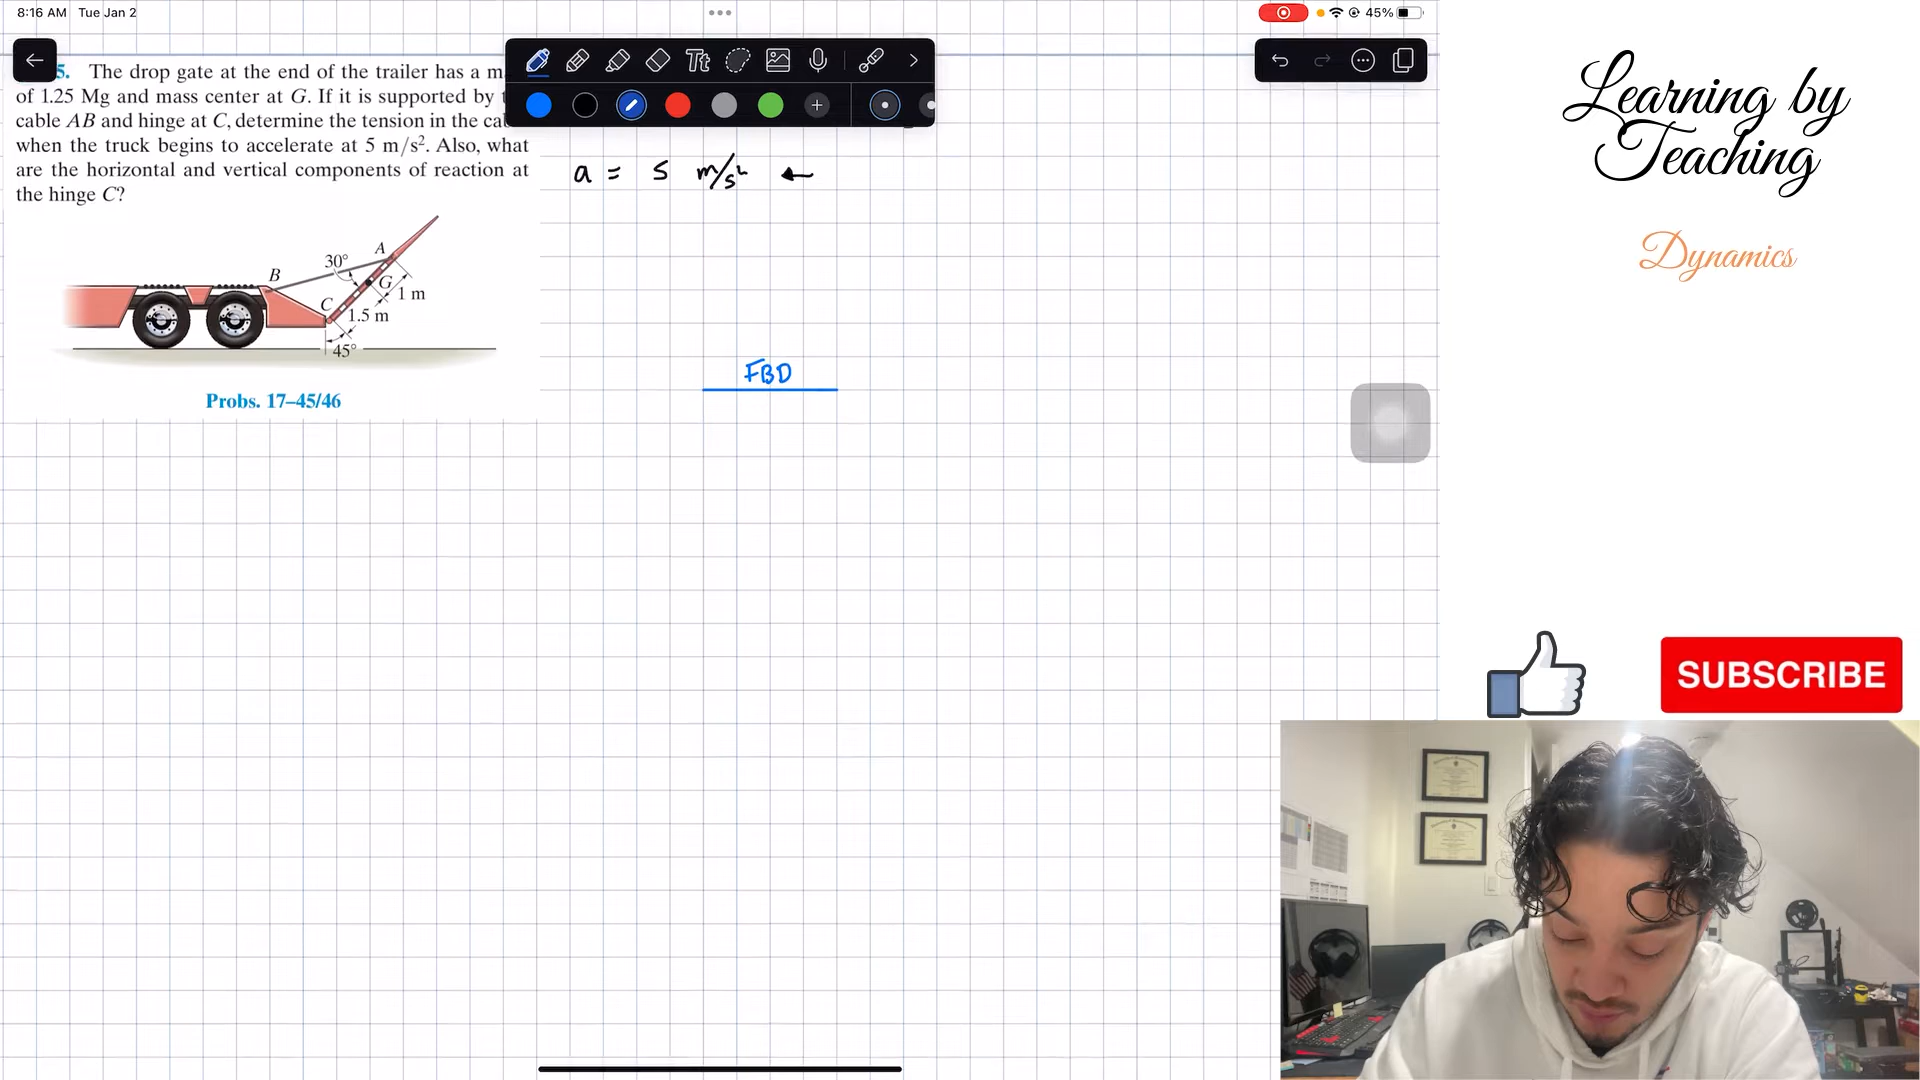 8:16 AM Tue Jan 2
45%
5. The drop gate at the end of the trailer has a m
of 1.25 Mg and mass center at G. If it is supported by
cable AB and hinge at C, determine the tension in the ca
when the truck begins to accelerate at 5 m/s². Also, what
are the horizontal and vertical components of reaction at
the hinge C?
Tt
a = 5 m/s² ←
A
30°
B
G
1 m
C
1.5 m
45°
Probs. 17–45/46
FBD
Learning by
Teaching
Dynamics
SUBSCRIBE